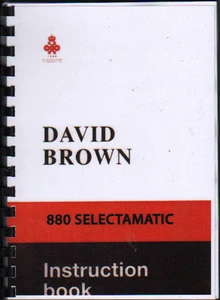 DAVID
BROWN
880 SELECTAMATIC
Instruction
book